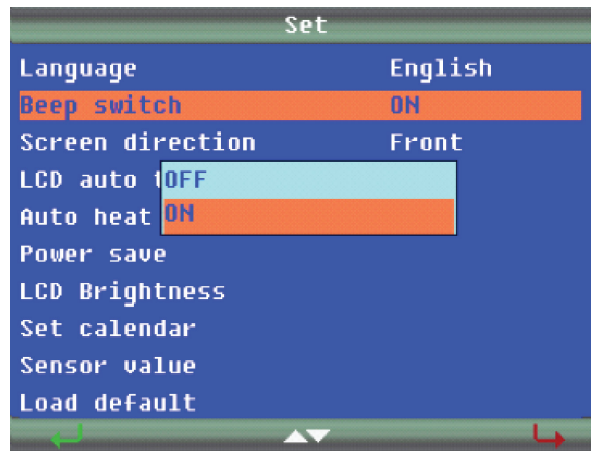 Set
Language English
Beep switch ON
Screen direction Front
LCD auto
OFF
Auto heat
ON
Power save
LCD Brightness
Set calendar
Sensor value
Load default